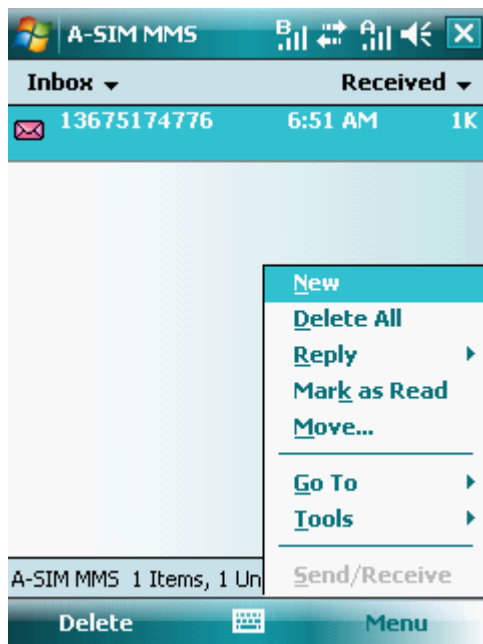 A-SIM MMS B A
Inbox Received
13675174776 6:51 AM 1K
New
Delete All
Reply
Mark as Read
Move...
Go To
Tools
Send/Receive
A-SIM MMS 1 Items, 1 Un
Delete Menu